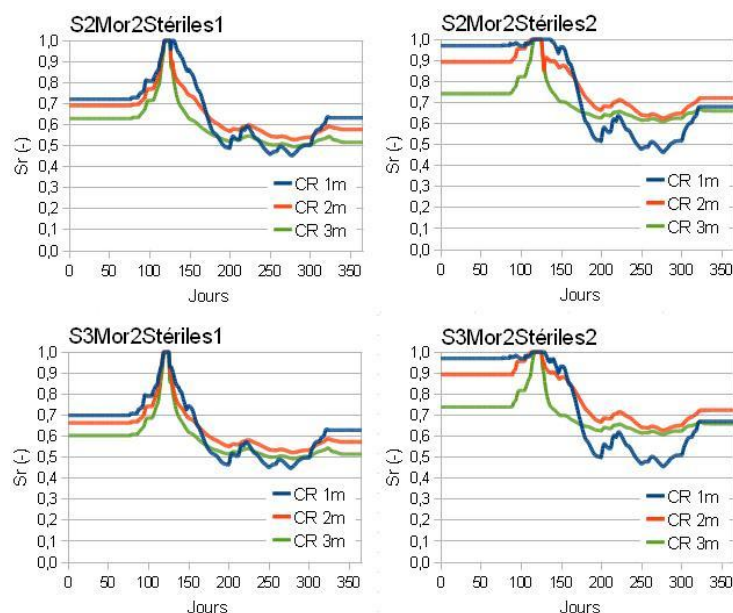 S2Mor2Stériles1
1,0
0,9
0,8
0,7
0,6
0,5
0,4
0,3
0,2
0,1
0,0
Sr (-)
CR 1m
CR 2m
CR 3m
0 50 100 150 200 250 300 350
Jours
S2Mor2Stériles2
1,0
0,9
0,8
0,7
0,6
0,5
0,4
0,3
0,2
0,1
0,0
Sr (-)
CR 1m
CR 2m
CR 3m
0 50 100 150 200 250 300 350
Jours
S3Mor2Stériles1
1,0
0,9
0,8
0,7
0,6
0,5
0,4
0,3
0,2
0,1
0,0
Sr (-)
CR 1m
CR 2m
CR 3m
0 50 100 150 200 250 300 350
Jours
S3Mor2Stériles2
1,0
0,9
0,8
0,7
0,6
0,5
0,4
0,3
0,2
0,1
0,0
Sr (-)
CR 1m
CR 2m
CR 3m
0 50 100 150 200 250 300 350
Jours